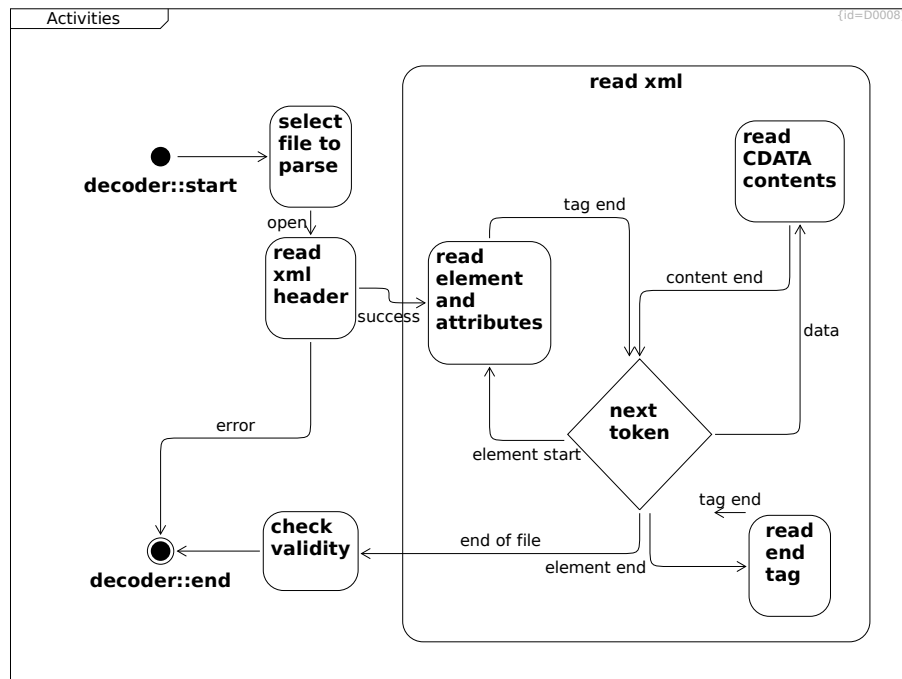 Activities
{id=D0008
read xml
select
file to
parse
read
CDATA
contents
decoder::start
tag end
open
read
xml
header
read
element
and
attributes
content end
success
data
next
token
error
element start
tag end
check
validity
read
end
tag
end of file
element end
decoder::end